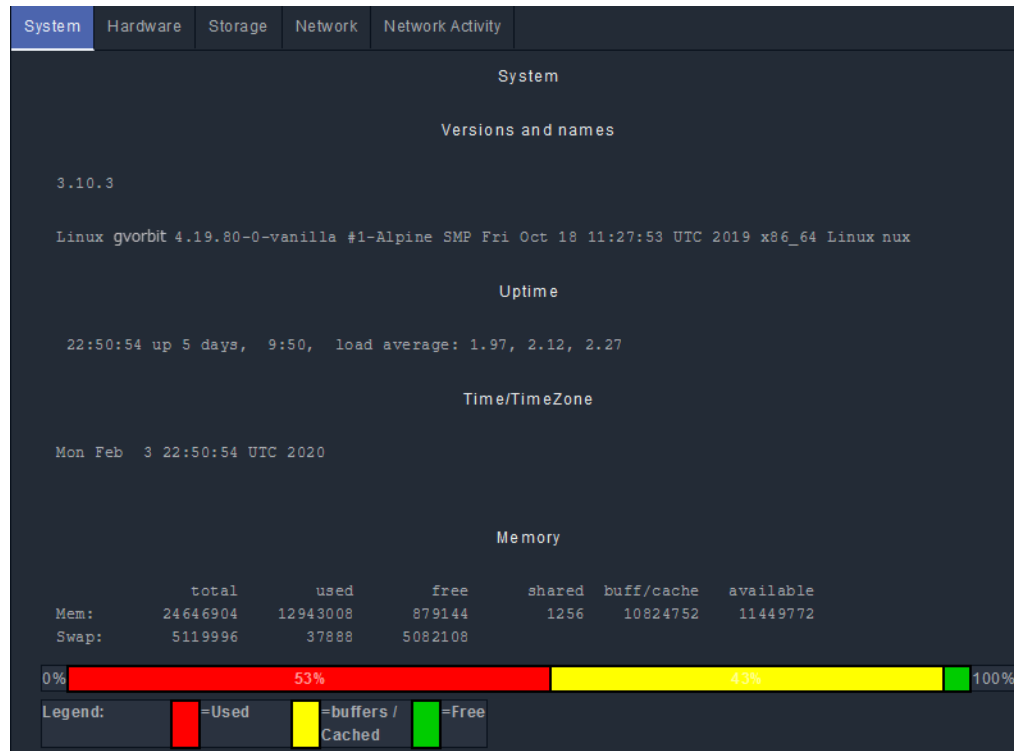 System Hardware Storage Network Network Activity
System
Versions and names
3.10.3
Linux gvorbit 4.19.80-0-vanilla #1-Alpine SMP Fri Oct 18 11:27:53 UTC 2019 x86_64 Linux nux
Uptime
22:50:54 up 5 days,  9:50,  load average: 1.97, 2.12, 2.27
Time/TimeZone
Mon Feb  3 22:50:54 UTC 2020
Memory
total used free shared buff/cache available
Mem: 24646904 12943008 879144 1256 10824752 11449772
Swap: 5119996 37888 5082108
0% 53% 43% 100%
Legend: =Used =buffers / =Free
Cached